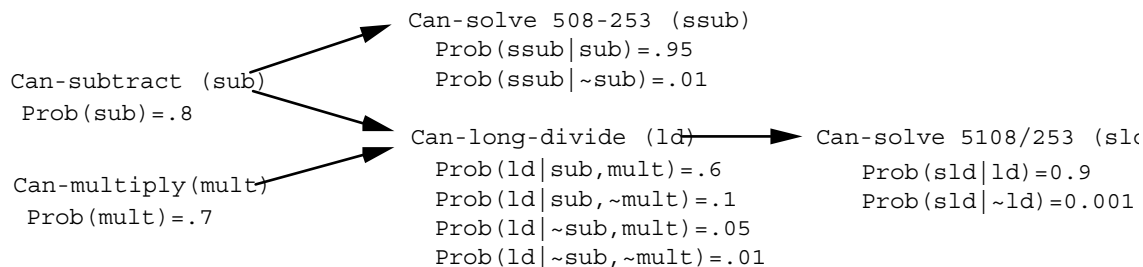 Can-solve 508-253 (ssub)
Prob(ssub|sub)=.95
Prob(ssub|~sub)=.01
Can-subtract (sub)
Prob(sub)=.8
Can-long-divide (ld)
Prob(ld|sub,mult)=.6
Prob(ld|sub,~mult)=.1
Prob(ld|~sub,mult)=.05
Prob(ld|~sub,~mult)=.01
Can-multiply(mult)
Prob(mult)=.7
Can-solve 5108/253 (sld
Prob(sld|ld)=0.9
Prob(sld|~ld)=0.001